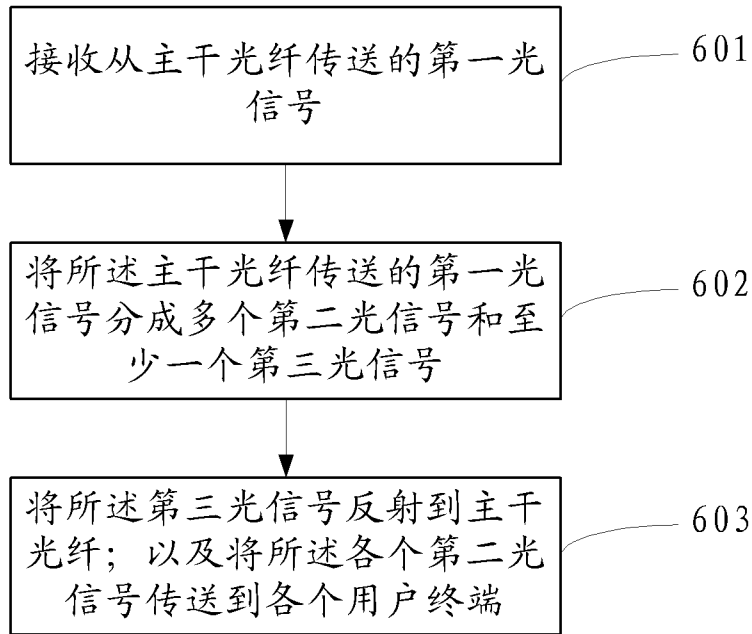 接收从主干光纤传送的第一光
信号
601
将所述主干光纤传送的第一光
信号分成多个第二光信号和至
少一个第三光信号
602
将所述第三光信号反射到主干
光纤；以及将所述各个第二光
信号传送到各个用户终端
603